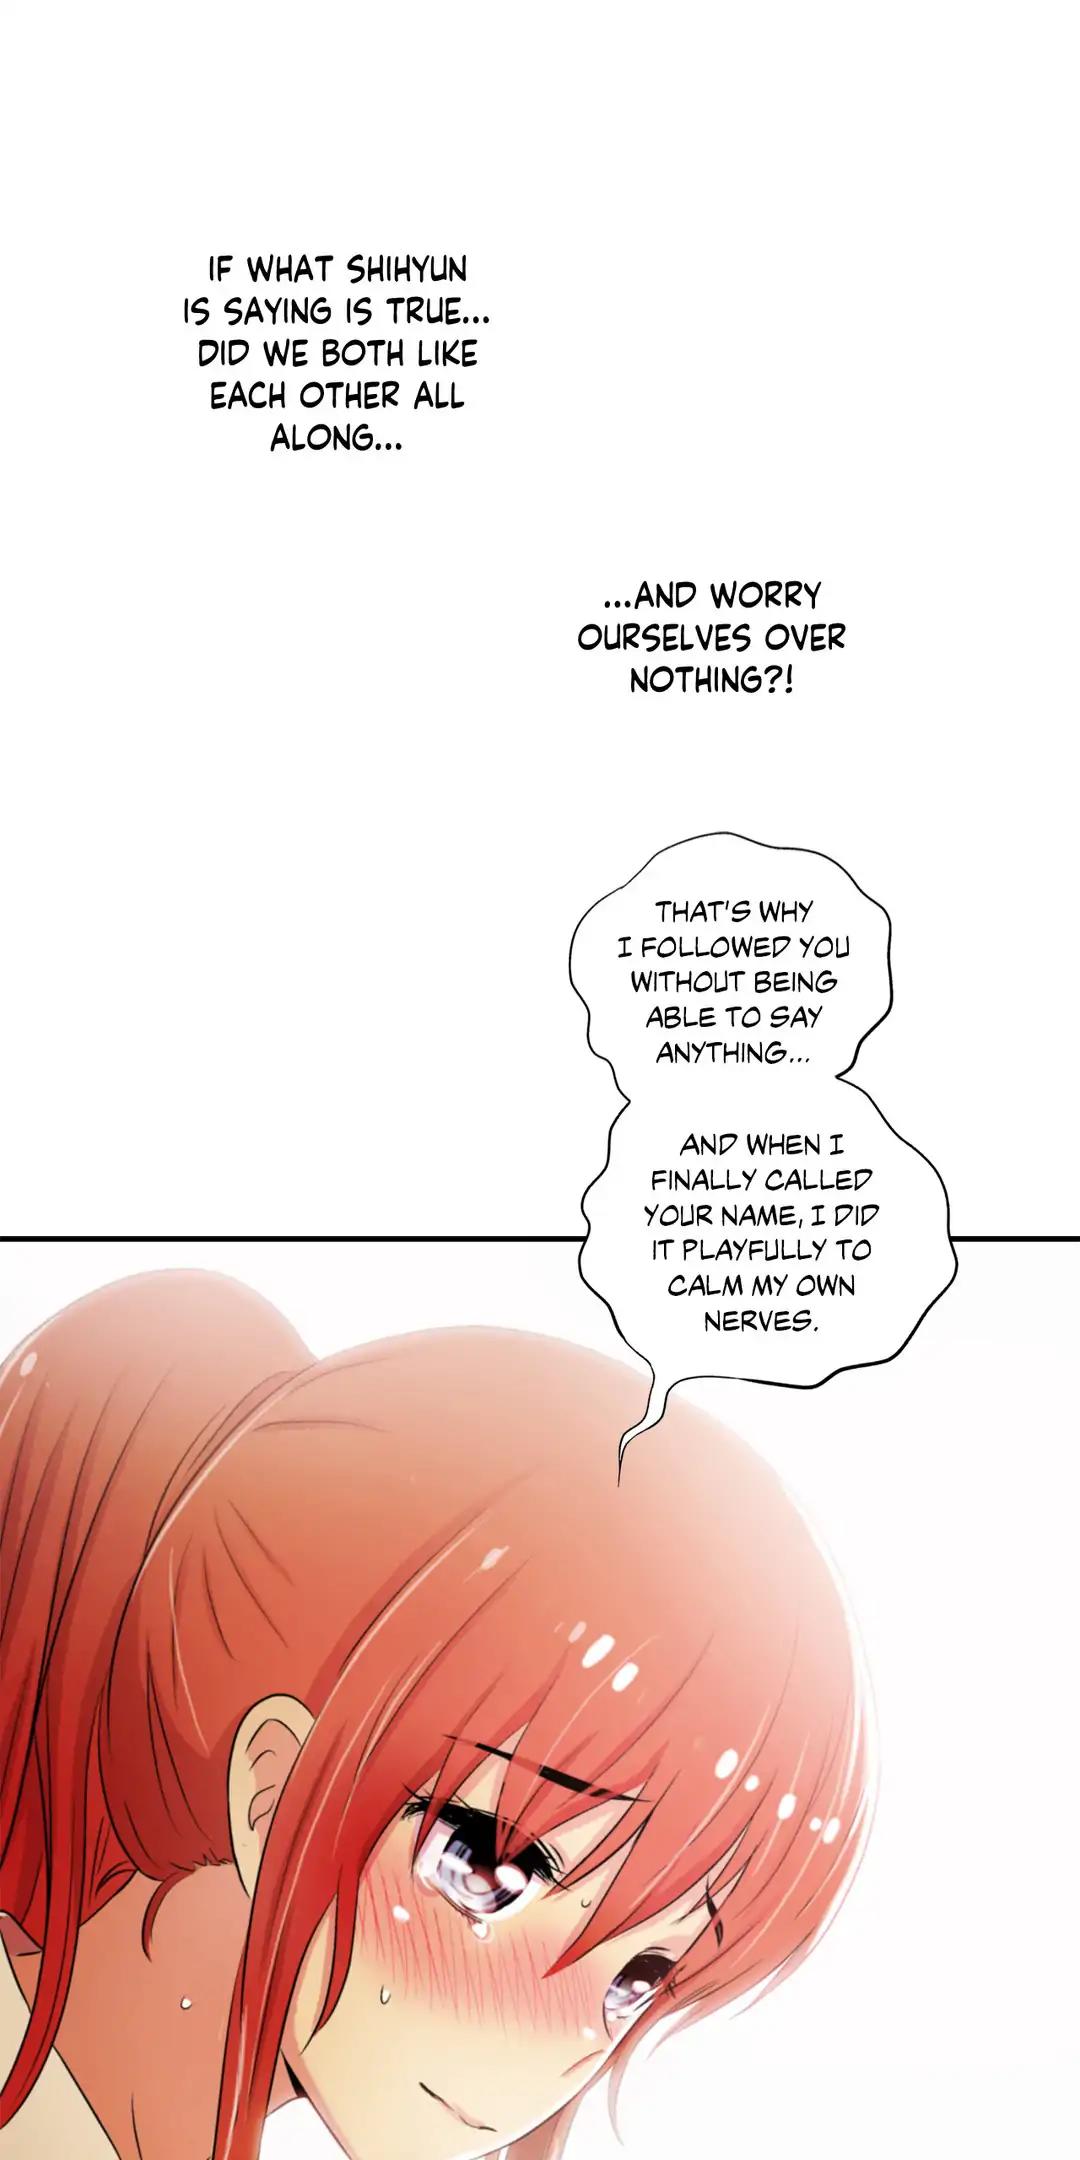 IF WHAT SHIHYUN
IS SAYING IS TRUE...
DID WE BOTH LIKE
EACH OTHER ALL
ALONG...
...AND WORRY
OURSELVES OVER
NOTHING?!
THAT'S WHY
I FOLLOWED YOU
WITHOUT BEING
ABLE TO SAY
ANYTHING...
AND WHEN I
FINALLY CALLED
YOUR NAME, I DID
IT PLAYFULLY TO
CALM MY OWN
NERVES.